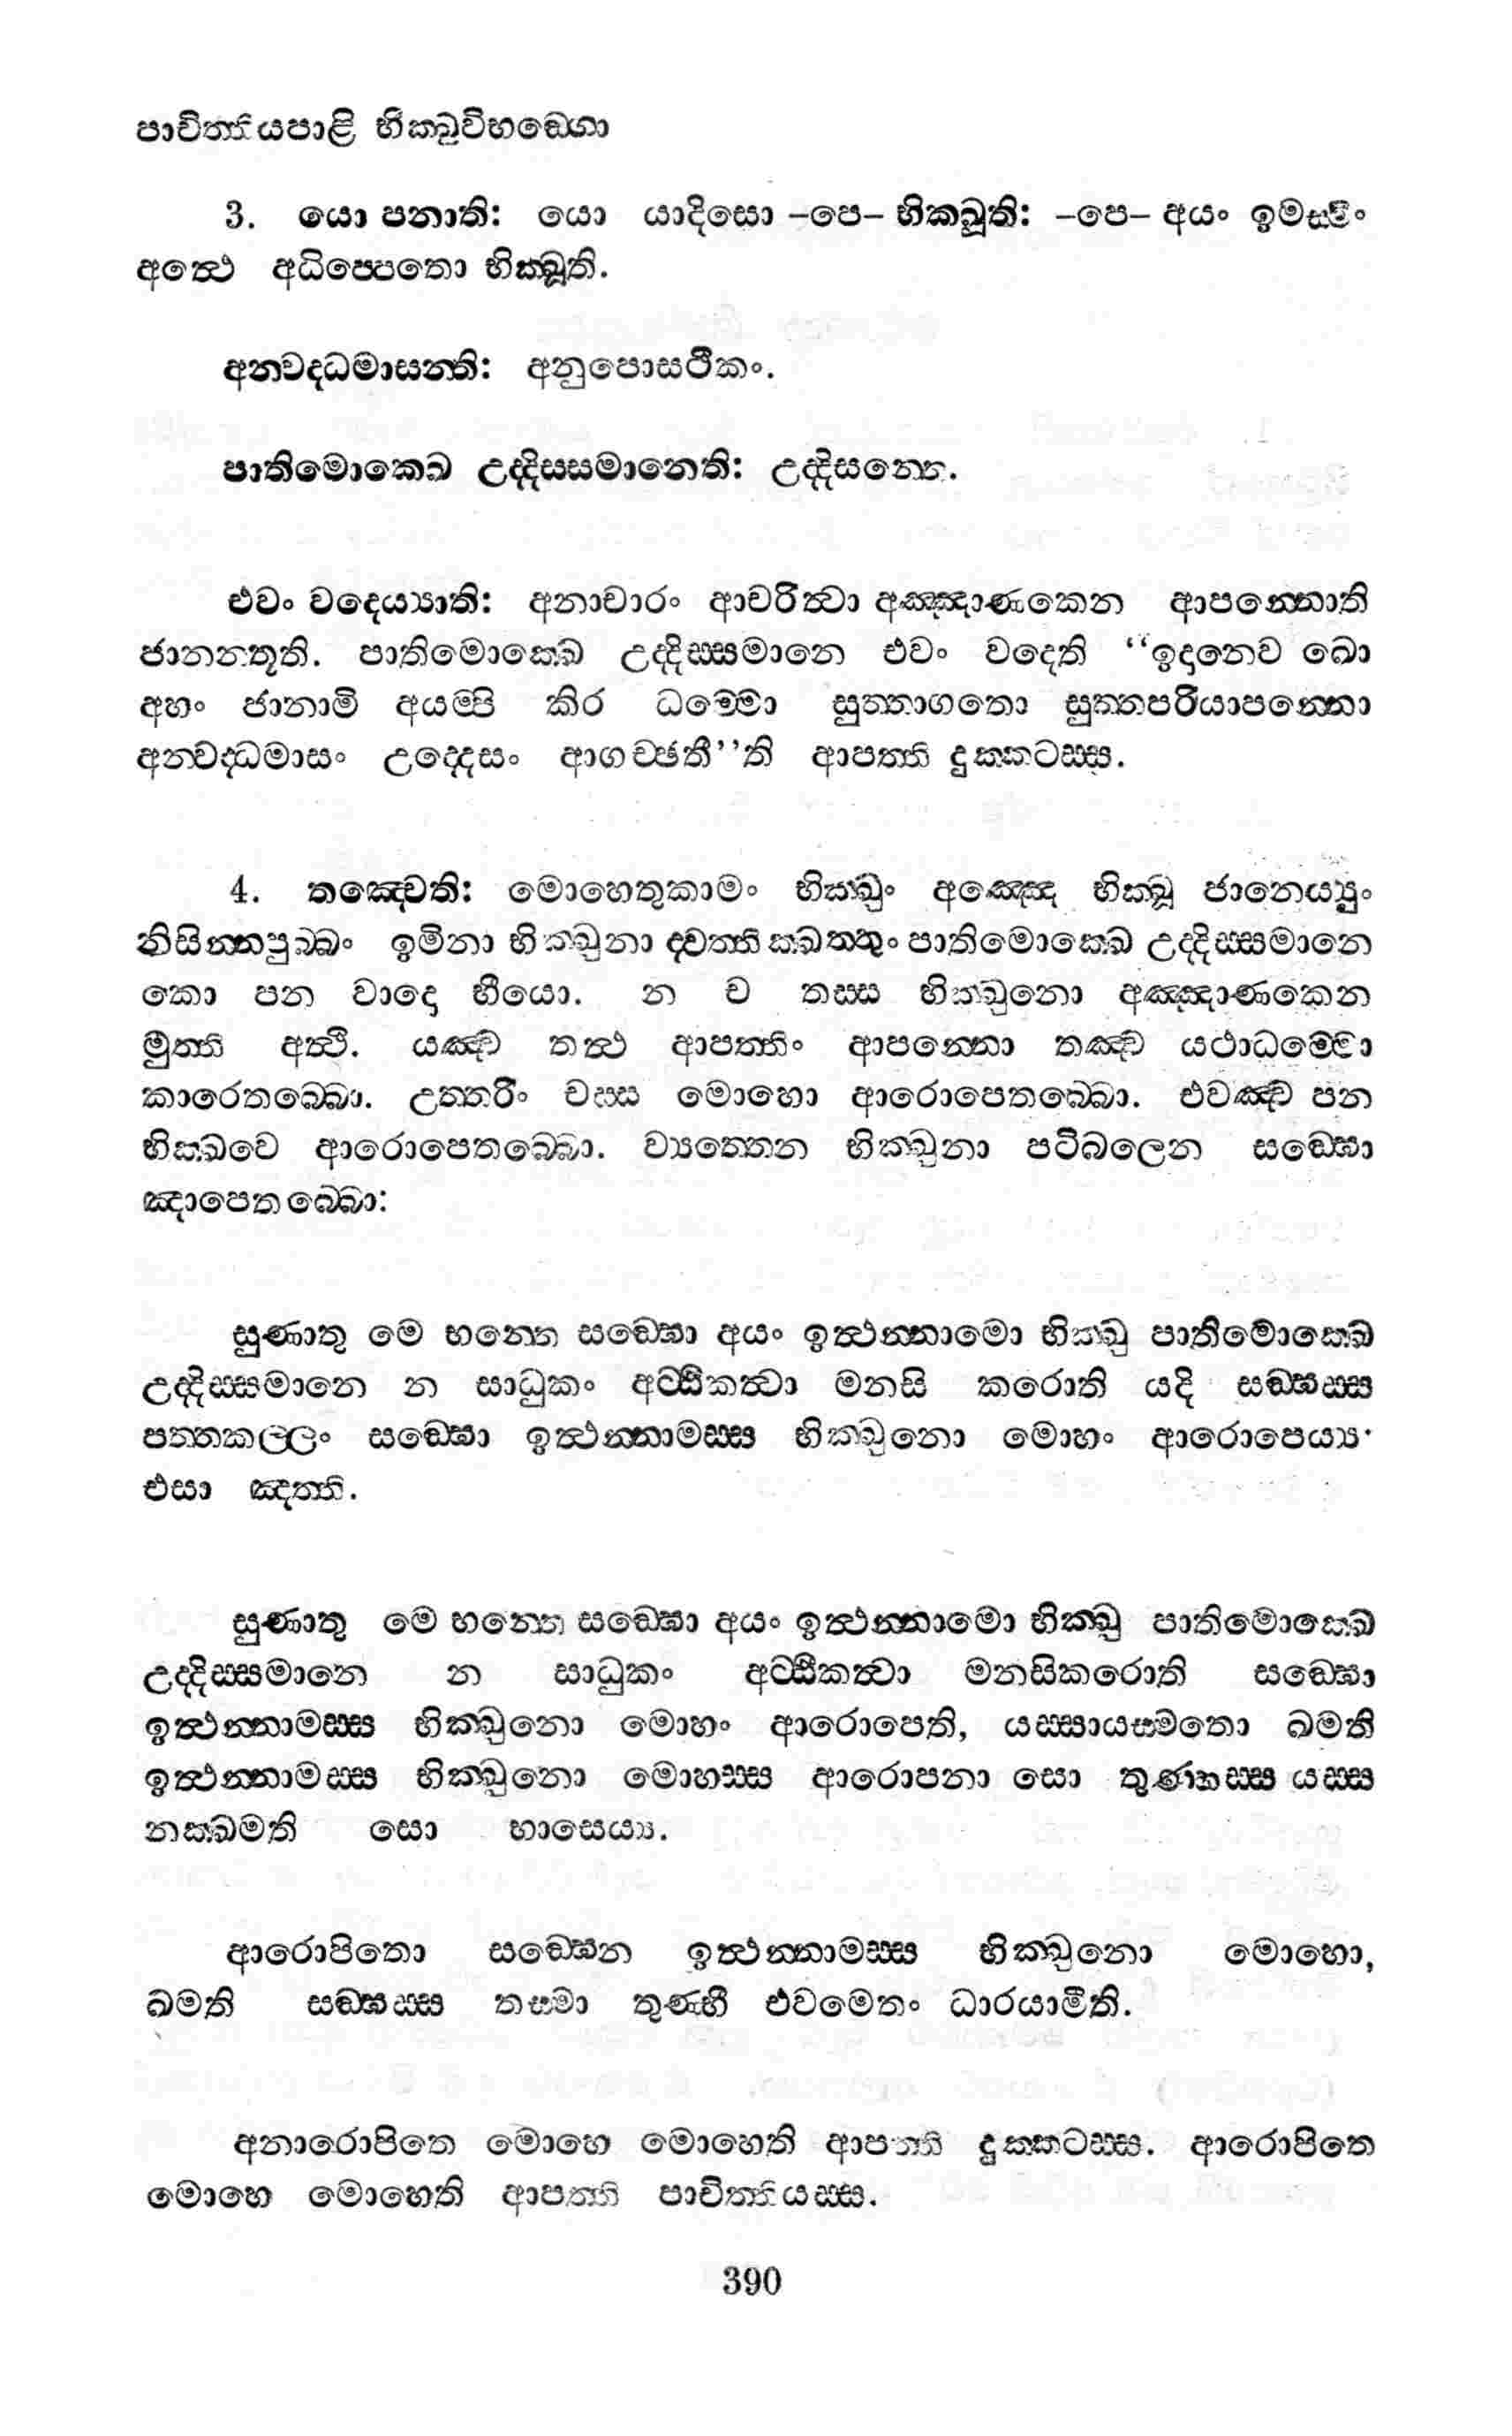 පාචිත්තියපාළි භික්ඛුවිභඞ්ගො
3. යො පනාති: යො යාදිසො –පෙ– භික්ඛූති: –පෙ– අයං ඉමස්මිං
අත්ථෙ අධිප්පෙතො භික්ඛූති.
අන්වද්ධමාසන්ති: අනුපොසථිකං.
පාතිමොක්ඛෙ උද්දිස්සමානෙති: උද්දිසන්තෙ.
එවං වදෙය්‍යාති: අනාචාරං ආචරිත්වා අඤ්ඤාණකෙන ආපන්නොති
ජානන්තූති. පාතිමොක්ඛෙ උද්දිස්සමානෙ එවං වදෙති “ඉදානෙව ඛො
අහං ජානාමි අයම්පි කිර ධම්මො සුත්තාගතො සුත්තපරියාපන්නො
අන්වද්ධමාසං උද්දෙසං ආගච්ඡතී”ති ආපත්ති දුක්කටස්ස.
4. තඤ්චෙති: මොහෙතුකාමං භික්ඛුං අඤ්ඤෙ භික්ඛූ ජානෙය්‍යුං
නිසින්නපුබ්බං ඉමිනා භික්ඛුනා ද්වත්තික්ඛත්තුං පාතිමොක්ඛෙ උද්දිස්සමානෙ
කො පන වාදො භීයො. න ච තස්ස භික්ඛුනො අඤ්ඤාණකෙන
මුත්ති අත්ථි. යඤ්ච තත්ථ ආපත්තිං ආපන්නො තඤ්ච යථාධම්මො
කාරෙතබ්බො. උත්තරිං චස්ස මොහො ආරොපෙතබ්බො. එවඤ්ච පන
භික්ඛවෙ ආරොපෙතබ්බො. ව්‍යත්තෙන භික්ඛුනා පටිබලෙන සඞ්ඝො
ඤාපෙතබ්බො:
සුණාතු මෙ භන්තෙ සඞ්ඝො අයං ඉත්ථන්නාමො භික්ඛු පාතිමොක්ඛෙ
උද්දිස්සමානෙ න සාධුකං අට්ඨිකත්වා මනසි කරොති යදි සඞ්ඝස්ස
පත්තකල්ලං සඞ්ඝො ඉත්ථන්නාමස්ස භික්ඛුනො මොහං ආරොපෙය්‍ය
එසා ඤත්ති.
සුණාතු මෙ භන්තෙ සඞ්ඝො අයං ඉත්ථන්නාමො භික්ඛු පාතිමොක්ඛෙ
උද්දිස්සමානෙ න සාධුකං අට්ඨිකත්වා මනසිකරොති සඞ්ඝො
ඉත්ථන්නාමස්ස භික්ඛුනො මොහං ආරොපෙති, යස්සායස්මතො ඛමති
ඉත්ථන්නාමස්ස භික්ඛුනො මොහස්ස ආරොපනා සො තුණ්හස්ස යස්ස
නක්ඛමති සො භාසෙය්‍ය.
ආරොපිතො සඞ්ඝෙන ඉත්ථන්නාමස්ස භික්ඛුනො මොහො,
ඛමති සඞ්ඝස්ස තස්මා තුණ්හී එවමෙතං ධාරයාමීති.
අනාරොපිතෙ මොහෙ මොහෙති ආපත්ති දුක්කටස්ස. ආරොපිතෙ
මොහෙ මොහෙති ආපත්ති පාචිත්තියස්ස.
390